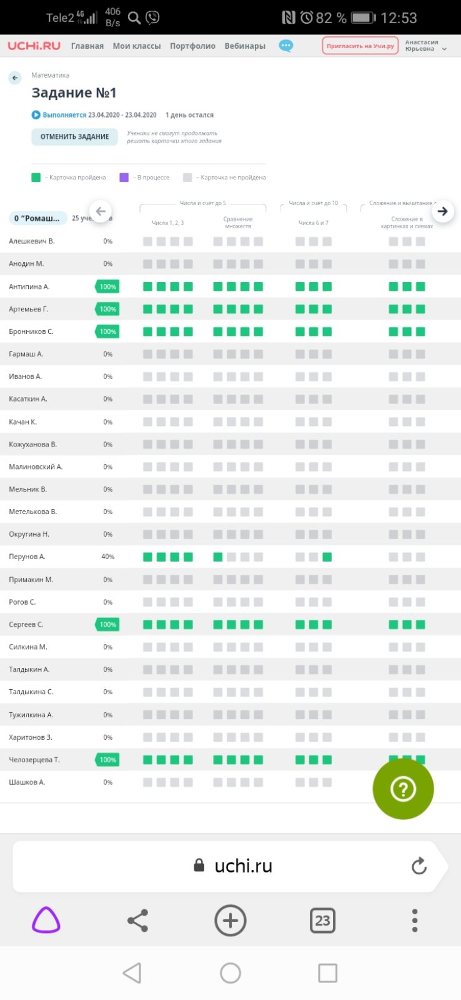 Tele2 4G 406 B/s 82 % 12:53
UCHi.RU Главная Мои классы Портфолио Вебинары Пригласить на Учи.ру Анастасия Юрьевна
Математика
Задание №1
Выполняется 23.04.2020 - 23.04.2020 1 день остался
ОТМЕНИТЬ ЗАДАНИЕ Ученики не смогут продолжать
решать карточки этого задания
– Карточка пройдена – В процессе – Карточка не пройдена
Числа и счёт до 5 Числа и счёт до 10 Сложение и вычитание
0 “Ромаш... 25
Числа 1, 2, 3 Сравнение множеств Числа 6 и 7 Сложение в картинках и схемах
Алешкевич В. 0%
Анодин М. 0%
Антипина А. 100%
Артемьев Г. 100%
Бронников С. 100%
Гармаш А. 0%
Иванов А. 0%
Касаткин А. 0%
Качан К. 0%
Кожуханова В. 0%
Малиновский А. 0%
Мельник В. 0%
Метелькова В. 0%
Округина Н. 0%
Перунов А. 40%
Примакин М. 0%
Рогов С. 0%
Сергеев С. 100%
Силкина М. 0%
Талдыкин А. 0%
Талдыкина С. 0%
Тужилкина А. 0%
Харитонов З. 0%
Челозерцева Т. 100%
Шашков А. 0%
?
uchi.ru
23